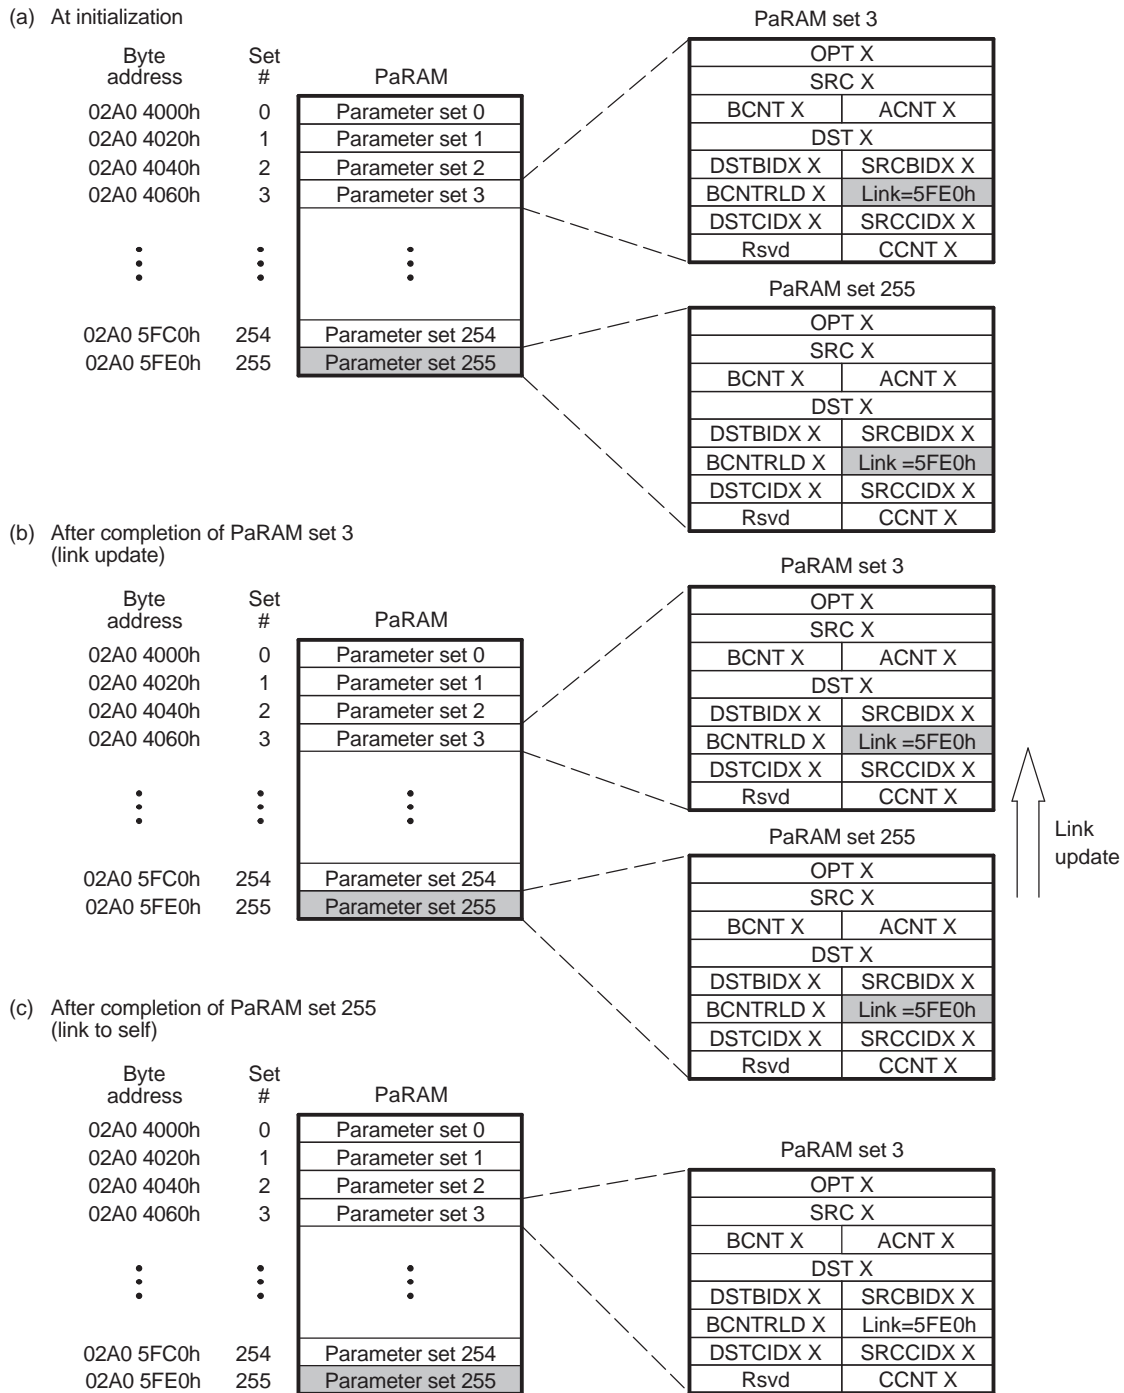 (a) At initialization
Byte address Set # PaRAM
02A0 4000h 0 Parameter set 0
02A0 4020h 1 Parameter set 1
02A0 4040h 2 Parameter set 2
02A0 4060h 3 Parameter set 3
02A0 5FC0h 254 Parameter set 254
02A0 5FE0h 255 Parameter set 255
PaRAM set 3
OPT X
SRC X
BCNT X ACNT X
DST X
DSTBIDX X SRCBIDX X
BCNTRLD X Link=5FE0h
DSTCIDX X SRCCIDX X
Rsvd CCNT X
PaRAM set 255
OPT X
SRC X
BCNT X ACNT X
DST X
DSTBIDX X SRCBIDX X
BCNTRLD X Link =5FE0h
DSTCIDX X SRCCIDX X
Rsvd CCNT X
(b) After completion of PaRAM set 3
(link update)
Byte address Set # PaRAM
02A0 4000h 0 Parameter set 0
02A0 4020h 1 Parameter set 1
02A0 4040h 2 Parameter set 2
02A0 4060h 3 Parameter set 3
02A0 5FC0h 254 Parameter set 254
02A0 5FE0h 255 Parameter set 255
PaRAM set 3
OPT X
SRC X
BCNT X ACNT X
DST X
DSTBIDX X SRCBIDX X
BCNTRLD X Link =5FE0h
DSTCIDX X SRCCIDX X
Rsvd CCNT X
PaRAM set 255
OPT X
SRC X
BCNT X ACNT X
DST X
DSTBIDX X SRCBIDX X
BCNTRLD X Link =5FE0h
DSTCIDX X SRCCIDX X
Rsvd CCNT X
Link
update
(c) After completion of PaRAM set 255
(link to self)
Byte address Set # PaRAM
02A0 4000h 0 Parameter set 0
02A0 4020h 1 Parameter set 1
02A0 4040h 2 Parameter set 2
02A0 4060h 3 Parameter set 3
02A0 5FC0h 254 Parameter set 254
02A0 5FE0h 255 Parameter set 255
PaRAM set 3
OPT X
SRC X
BCNT X ACNT X
DST X
DSTBIDX X SRCBIDX X
BCNTRLD X Link=5FE0h
DSTCIDX X SRCCIDX X
Rsvd CCNT X